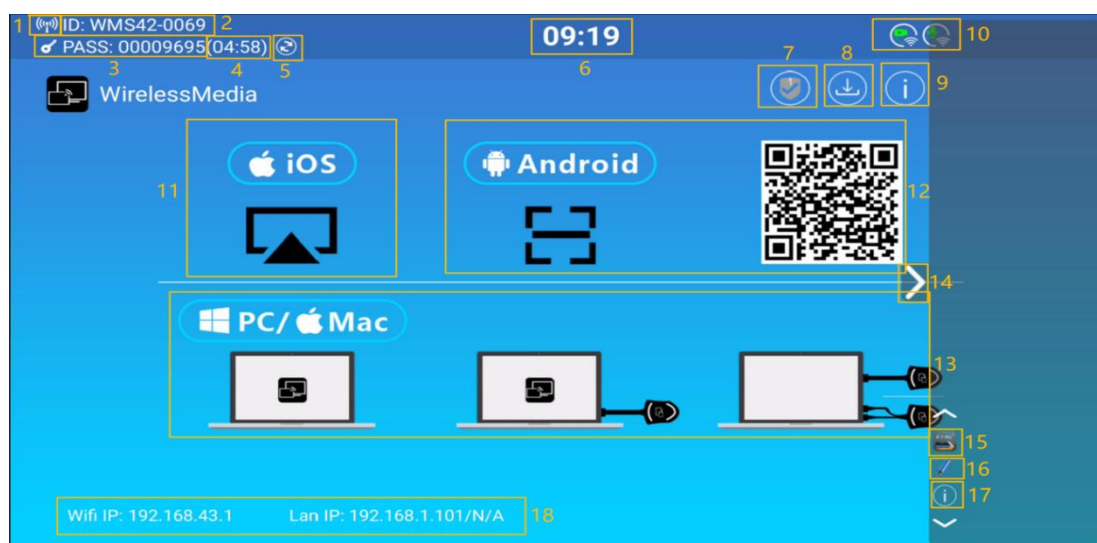 1 ID: WMS42-0069 2
PASS: 00009695(04:58)
3 4 5
09:19
6
10
7 8 9
WirelessMedia
11 iOS
Android 12
14
PC/ Mac
13
15
16
17
Wifi IP: 192.168.43.1 Lan IP: 192.168.1.101/N/A 18